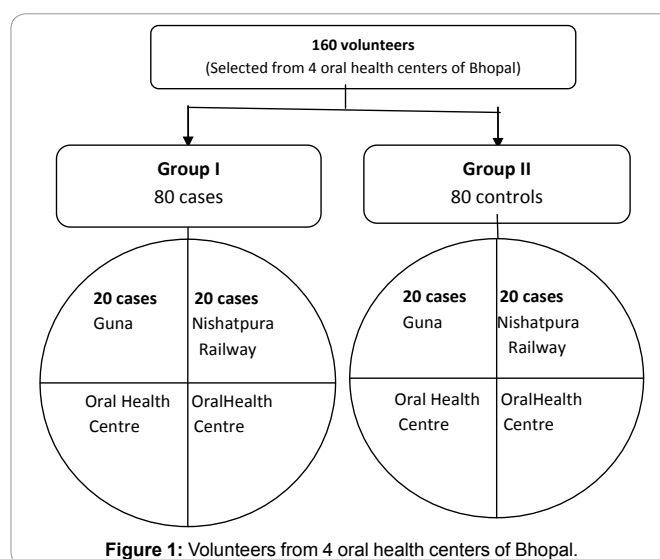 160 volunteers
(Selected from 4 oral health centers of Bhopal)
Group I
80 cases
Group II
80 controls
20 cases
Guna
20 cases
Nishatpura
Railway
Oral Health
Centre
OralHealth
Centre
20 cases
Guna
20 cases
Nishatpura
Railway
Oral Health
Centre
OralHealth
Centre
Figure 1: Volunteers from 4 oral health centers of Bhopal.